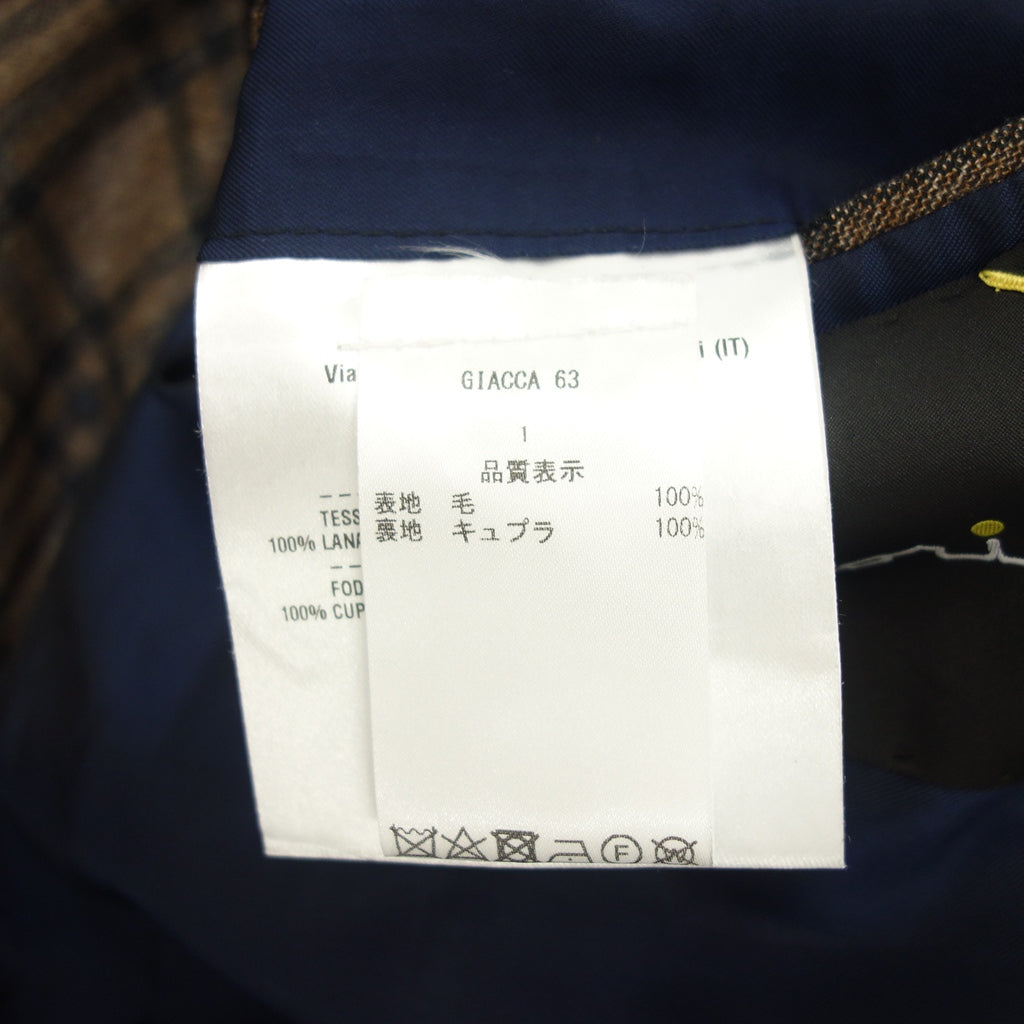 i (IT)
Via
GIACCA 63
1
品質表示
表地 毛 100%
裏地 キュプラ 100%
TESS
100% LANA
FOD
100% CUP
F
W